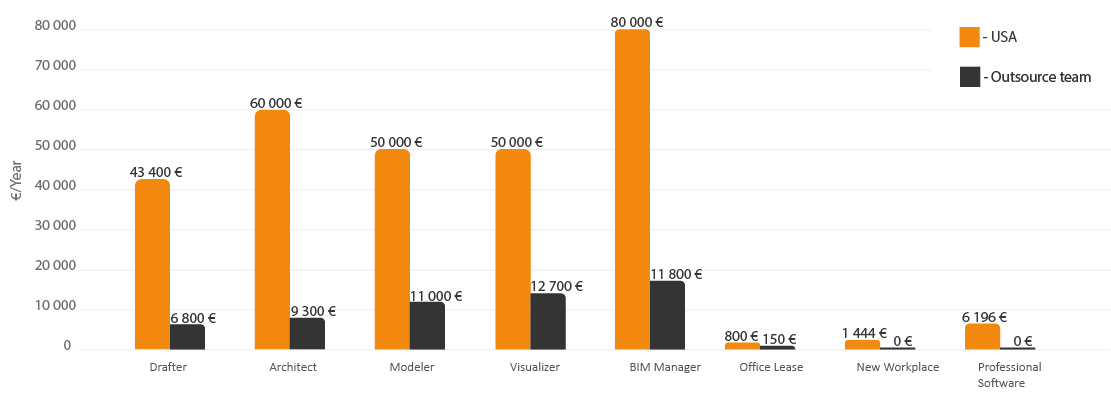 80 000
70 000
60 000
50 000
40 000
30 000
20 000
10 000
0
€/Year
80 000 €
60 000 €
50 000 €
50 000 €
43 400 €
11 800 €
12 700 €
11 000 €
9 300 €
6 800 €
800 €
150 €
1 444 €
0 €
6 196 €
0 €
- USA
- Outsource team
Drafter
Architect
Modeler
Visualizer
BIM Manager
Office Lease
New Workplace
Professional
Software